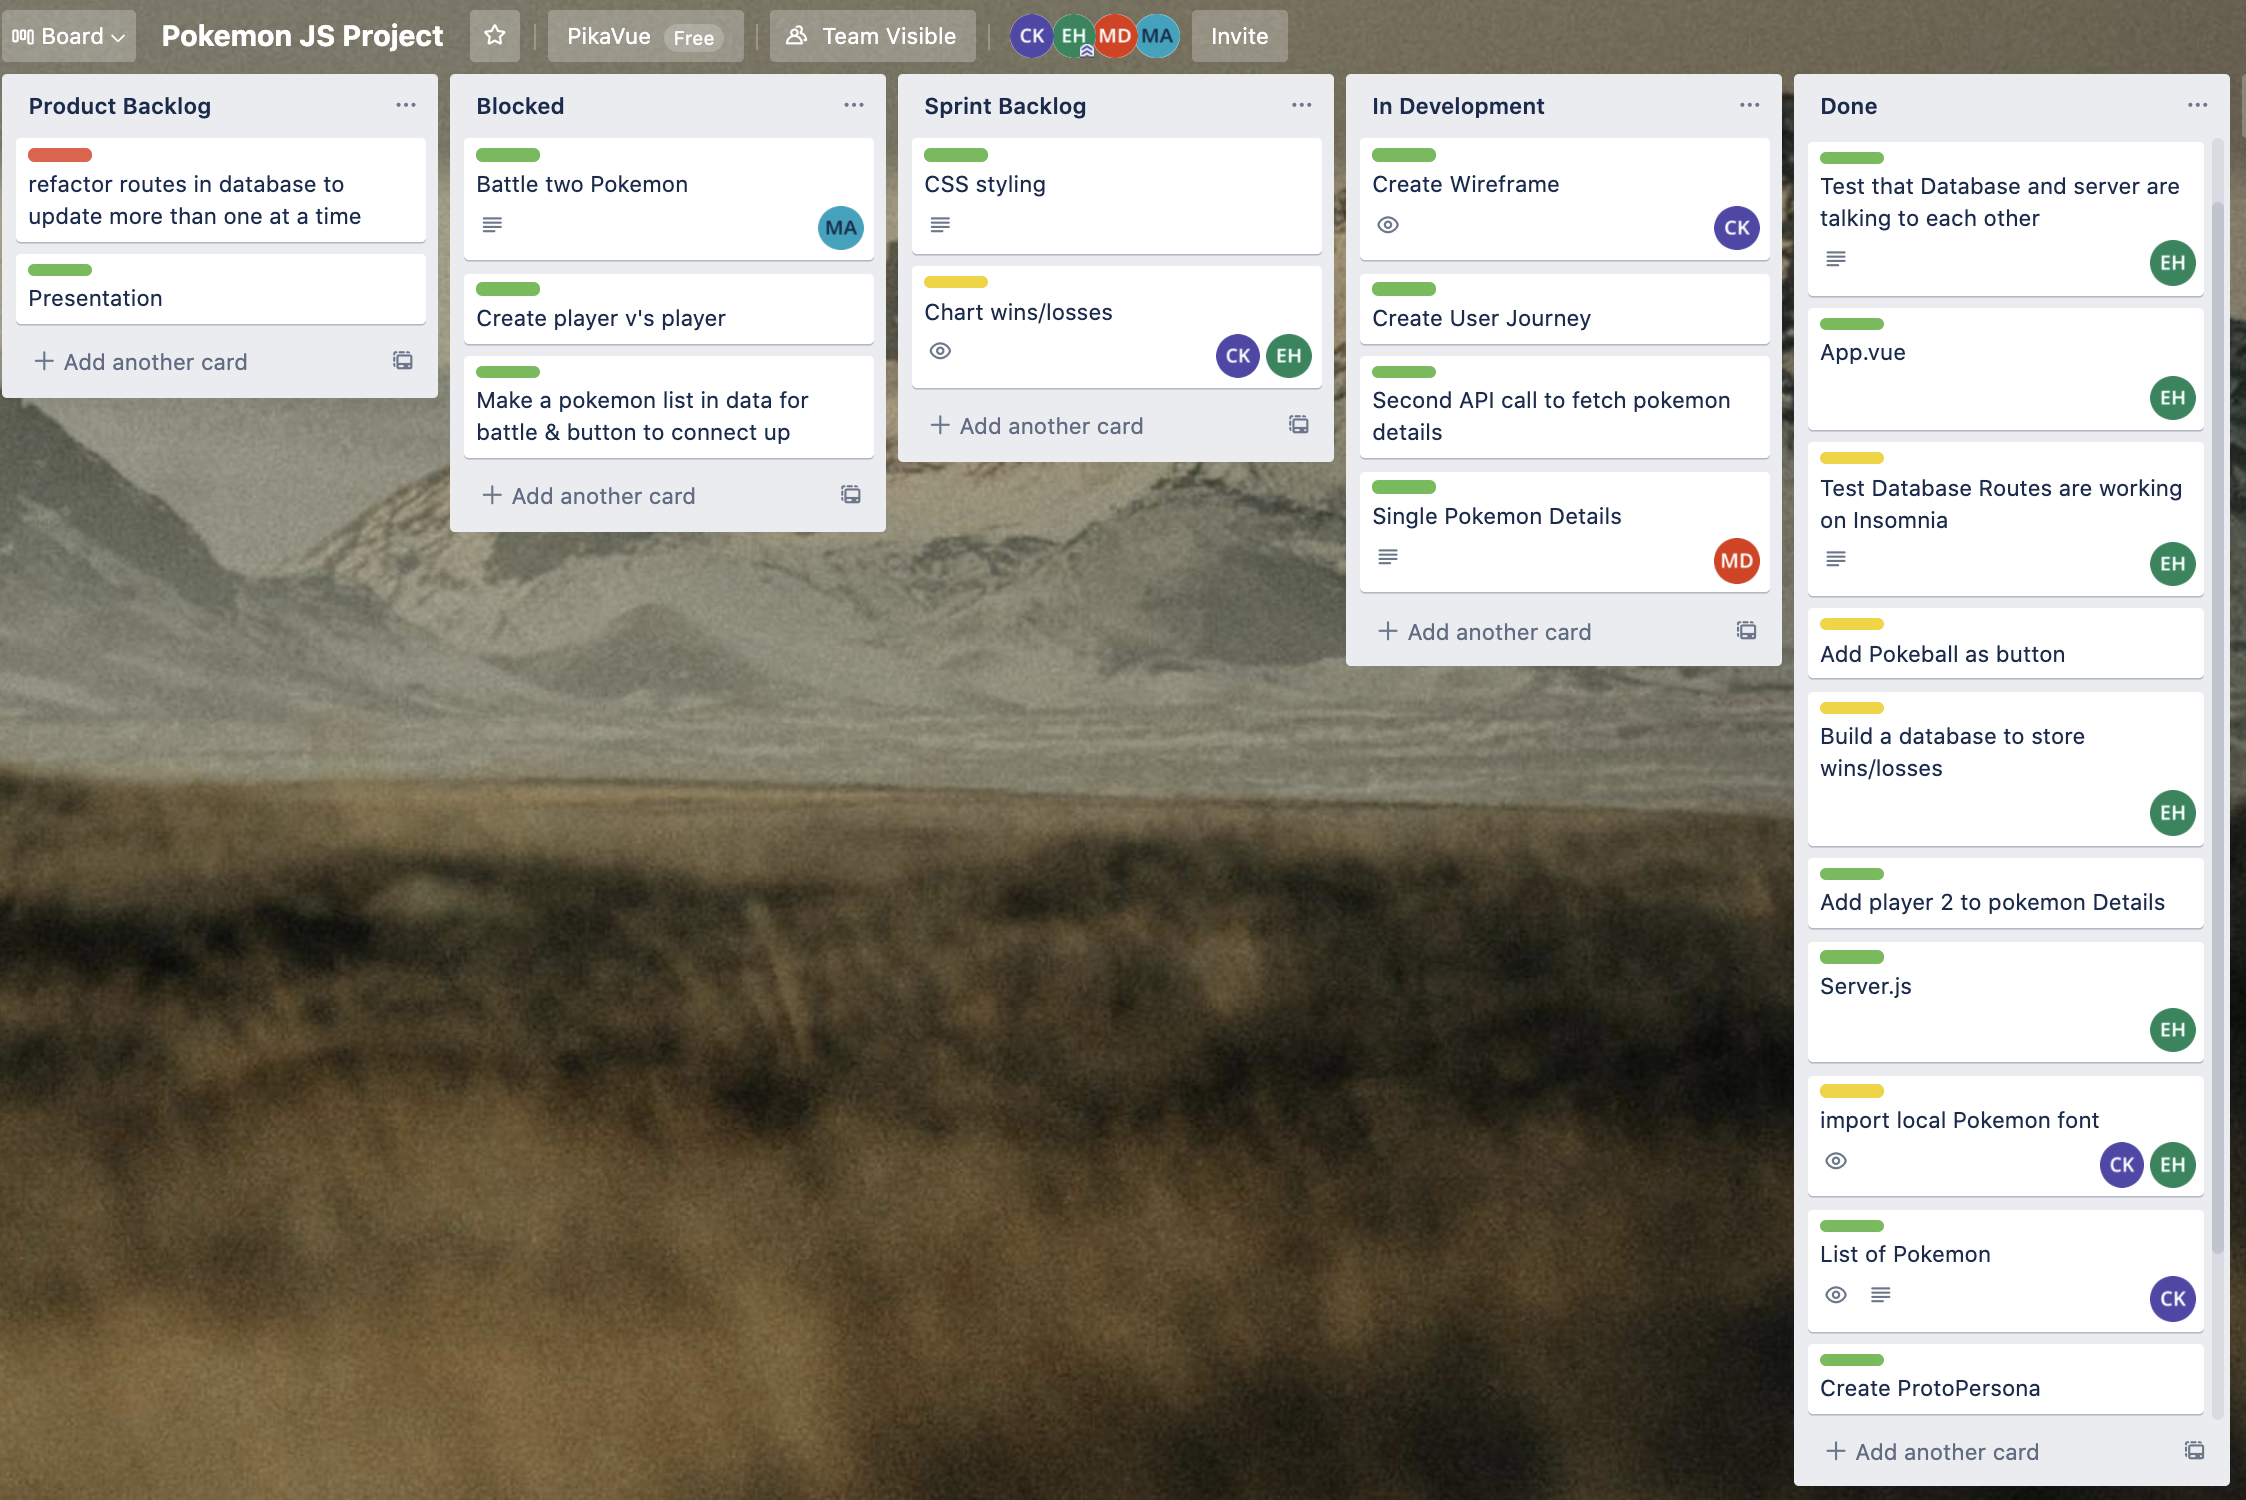 Board
Pokemon JS Project
PikaVue Free
Team Visible
CK EH MD MA
Invite
Product Backlog
refactor routes in database to
update more than one at a time
Presentation
Add another card
Blocked
Battle two Pokemon
MA
Create player v's player
Make a pokemon list in data for
battle & button to connect up
Add another card
Sprint Backlog
CSS styling
Chart wins/losses
CK EH
Add another card
In Development
Create Wireframe
CK
Create User Journey
Second API call to fetch pokemon
details
Single Pokemon Details
MD
Add another card
Done
Test that Database and server are
talking to each other
EH
App.vue
EH
Test Database Routes are working
on Insomnia
EH
Add Pokeball as button
Build a database to store
wins/losses
EH
Add player 2 to pokemon Details
Server.js
EH
import local Pokemon font
CK EH
List of Pokemon
CK
Create ProtoPersona
Add another card